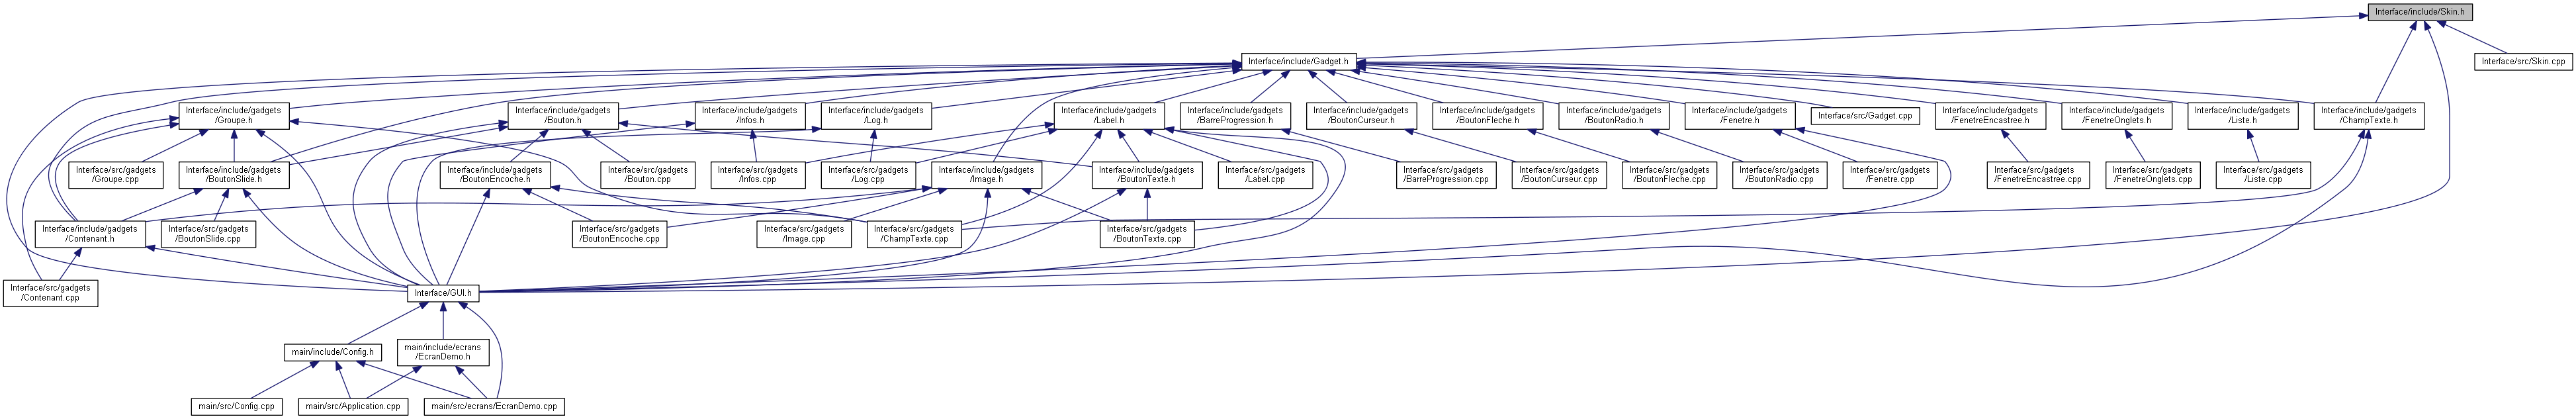 Interface/include/Skin.h
Interface/include/Gadget.h
Interface/src/Skin.cpp
Interface/include/gadgets
/Groupe.h
Interface/include/gadgets
/Bouton.h
Interface/include/gadgets
/Infos.h
Interface/include/gadgets
/Log.h
Interface/include/gadgets
/Label.h
Interface/include/gadgets
/BarreProgression.h
Interface/include/gadgets
/BoutonCurseur.h
Interface/include/gadgets
/BoutonFleche.h
Interface/include/gadgets
/BoutonRadio.h
Interface/include/gadgets
/Fenetre.h
Interface/src/Gadget.cpp
Interface/include/gadgets
/FenetreEncastree.h
Interface/include/gadgets
/FenetreOnglets.h
Interface/include/gadgets
/Liste.h
Interface/include/gadgets
/ChampTexte.h
Interface/src/gadgets
/Groupe.cpp
Interface/include/gadgets
/BoutonSlide.h
Interface/include/gadgets
/BoutonEncoche.h
Interface/src/gadgets
/Bouton.cpp
Interface/src/gadgets
/Infos.cpp
Interface/src/gadgets
/Log.cpp
Interface/include/gadgets
/Image.h
Interface/include/gadgets
/BoutonTexte.h
Interface/src/gadgets
/Label.cpp
Interface/src/gadgets
/BarreProgression.cpp
Interface/src/gadgets
/BoutonCurseur.cpp
Interface/src/gadgets
/BoutonFleche.cpp
Interface/src/gadgets
/BoutonRadio.cpp
Interface/src/gadgets
/Fenetre.cpp
Interface/src/gadgets
/FenetreEncastree.cpp
Interface/src/gadgets
/FenetreOnglets.cpp
Interface/src/gadgets
/Liste.cpp
Interface/include/gadgets
/Contenant.h
Interface/src/gadgets
/BoutonSlide.cpp
Interface/src/gadgets
/BoutonEncoche.cpp
Interface/src/gadgets
/Image.cpp
Interface/src/gadgets
/ChampTexte.cpp
Interface/src/gadgets
/BoutonTexte.cpp
Interface/src/gadgets
/Contenant.cpp
Interface/GUI.h
main/include/Config.h
main/include/ecrans
/EcranDemo.h
main/src/Config.cpp
main/src/Application.cpp
main/src/ecrans/EcranDemo.cpp